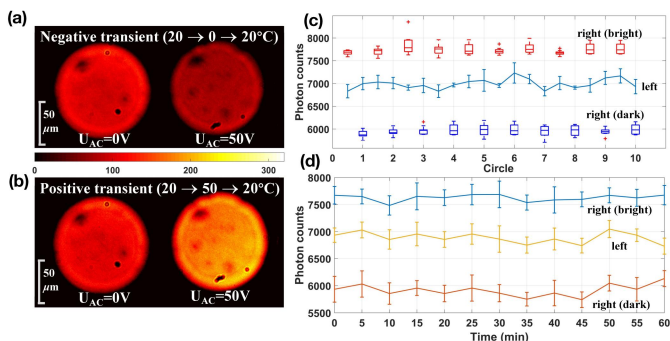 (a)
Negative transient (20 → 0 → 20°C)
50
µm
U_AC=0V
U_AC=50V
0 100 200 300
(b)
Positive transient (20 → 50 → 20°C)
50
µm
U_AC=0V
U_AC=50V
(c)
8500
8000
7500
7000
6500
6000
Photon counts
right (bright)
left
right (dark)
0 1 2 3 4 5 6 7 8 9 10
Circle
(d)
8000
7500
7000
6500
6000
5500
Photon counts
right (bright)
left
right (dark)
0 5 10 15 20 25 30 35 40 45 50 55 60
Time (min)